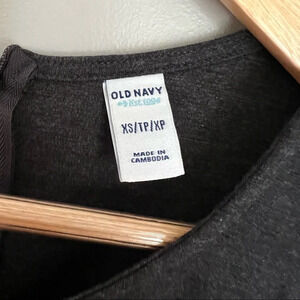 OLD NAVY
XS/TP/XP
MADE IN
CAMBODIA